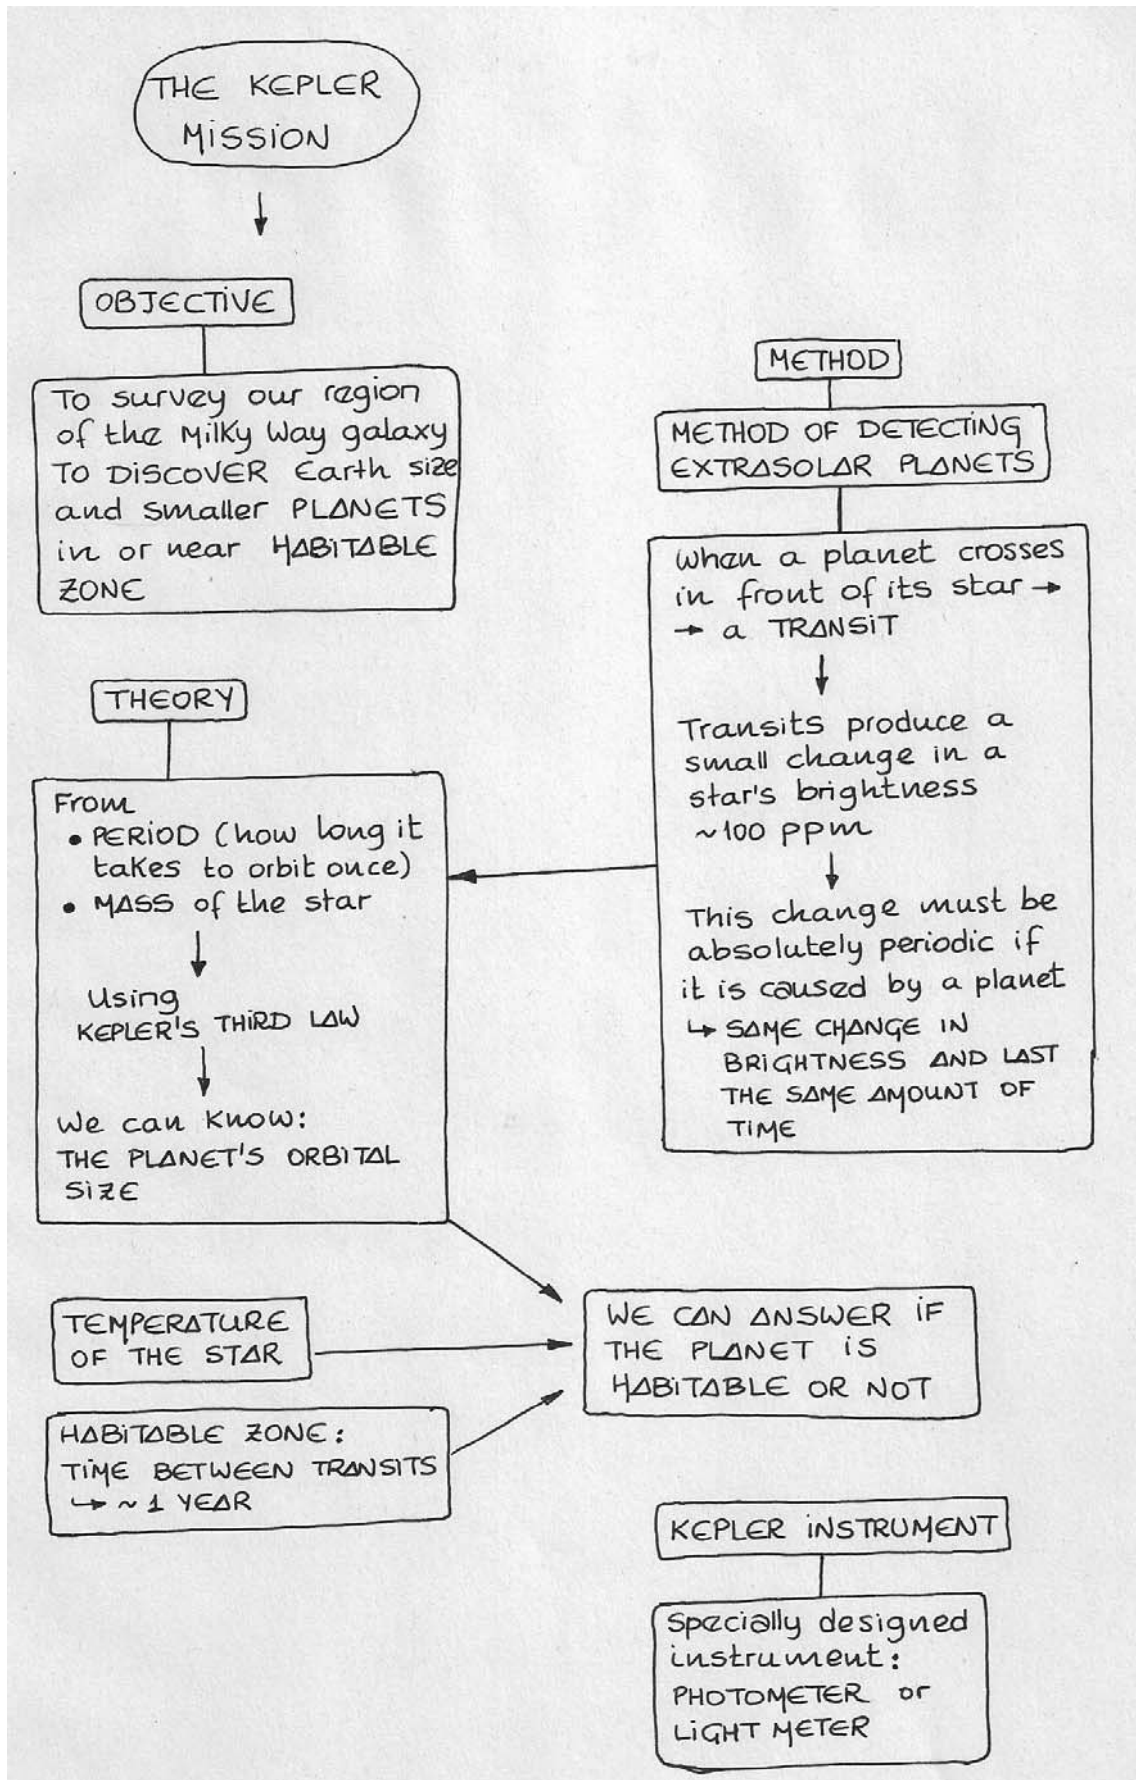 THE KEPLER
MISSION
OBJECTIVE
To survey our region
of the Milky Way galaxy
TO DISCOVER Earth size
and smaller PLANETS
in or near HABITABLE
ZONE
METHOD
METHOD OF DETECTING
EXTRASOLAR PLANETS
When a planet crosses
in front of its star →
→ a TRANSIT
Transits produce a
small change in a
star's brightness
~100 ppm
This change must be
absolutely periodic if
it is caused by a planet
↳ SAME CHANGE IN
BRIGHTNESS AND LAST
THE SAME AMOUNT OF
TIME
THEORY
From
• PERIOD (how long it
takes to orbit once)
• MASS of the star
Using
KEPLER'S THIRD LAW
We can know:
THE PLANET'S ORBITAL
SIZE
TEMPERATURE
OF THE STAR
HABITABLE ZONE:
TIME BETWEEN TRANSITS
↳ ~ 1 YEAR
WE CAN ANSWER IF
THE PLANET IS
HABITABLE OR NOT
KEPLER INSTRUMENT
Specially designed
instrument:
PHOTOMETER or
LIGHT METER